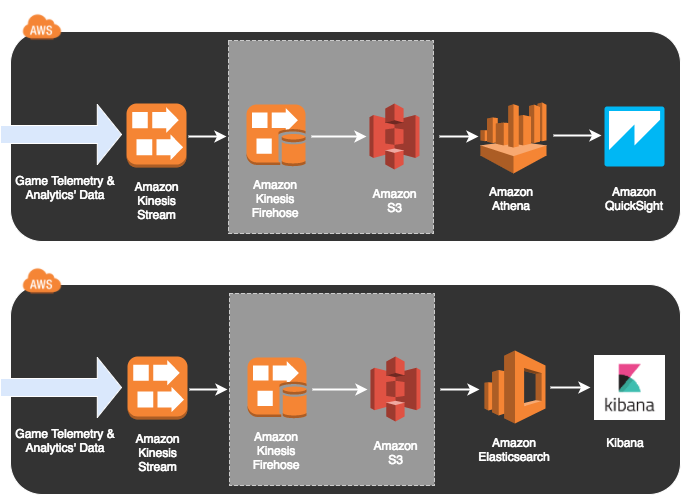 AWS
Game Telemetry &
Analytics' Data
Amazon
Kinesis
Stream
Amazon
Kinesis
Firehose
Amazon
S3
Amazon
Athena
Amazon
QuickSight
AWS
Game Telemetry &
Analytics' Data
Amazon
Kinesis
Stream
Amazon
Kinesis
Firehose
Amazon
S3
Amazon
Elasticsearch
kibana
Kibana